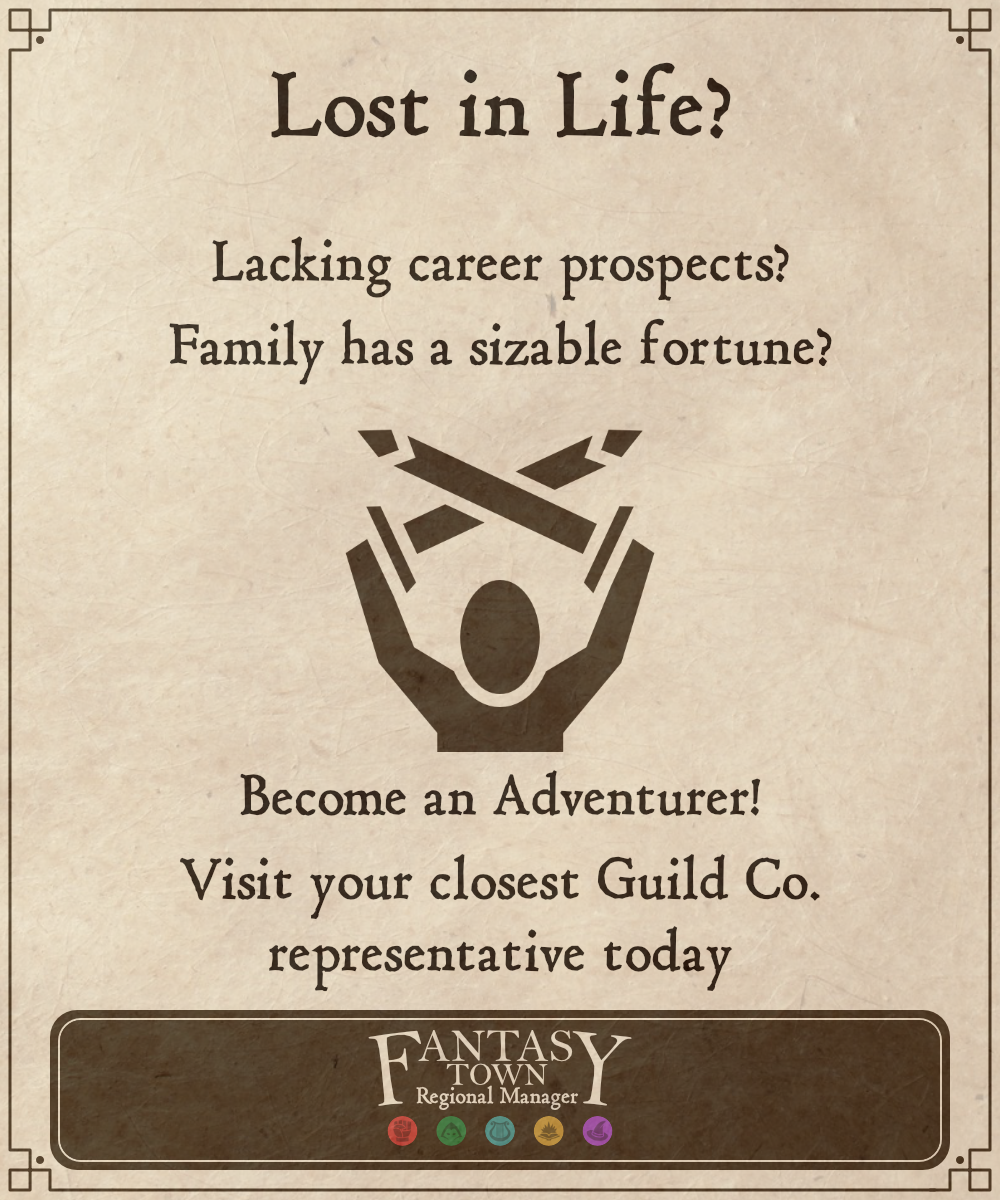 Lost in Life?
Lacking career prospects?
Family has a sizable fortune?
Become an Adventurer!
Visit your closest Guild Co.
representative today
FANTASY
TOWN
Regional Manager